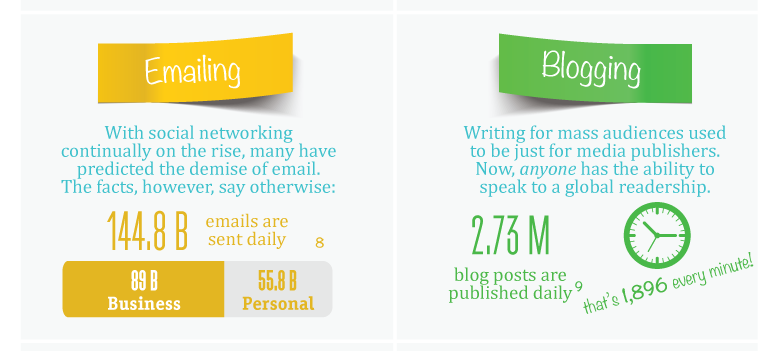 Emailing
With social networking
continually on the rise, many have
predicted the demise of email.
The facts, however, say otherwise:
144.8 B
emails are
sent daily 8
89 B
Business
55.8 B
Personal
Blogging
Writing for mass audiences used
to be just for media publishers.
Now, anyone has the ability to
speak to a global readership.
2.73 M
blog posts are
published daily 9
that's 1,896 every minute!